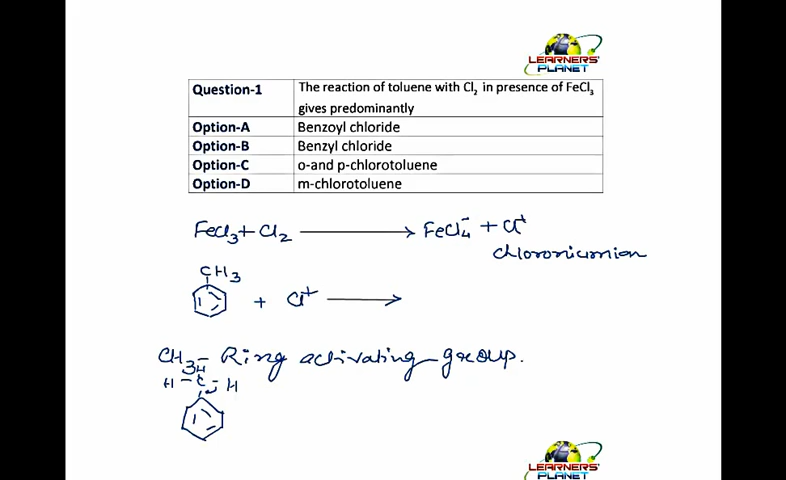 LEARNERS'
PLANET
Question-1 The reaction of toluene with Cl₂ in presence of FeCl₃
gives predominantly
Option-A Benzoyl chloride
Option-B Benzyl chloride
Option-C o-and p-chlorotoluene
Option-D m-chlorotoluene
FeCl₃ + Cl₂ ⟶ FeCl₄⁻ + Cl⁺
chloronium ion
CH₃
+ Cl⁺ ⟶
CH₃- Ring activating group.
H
H - C - H
LEARNERS'
PLANET